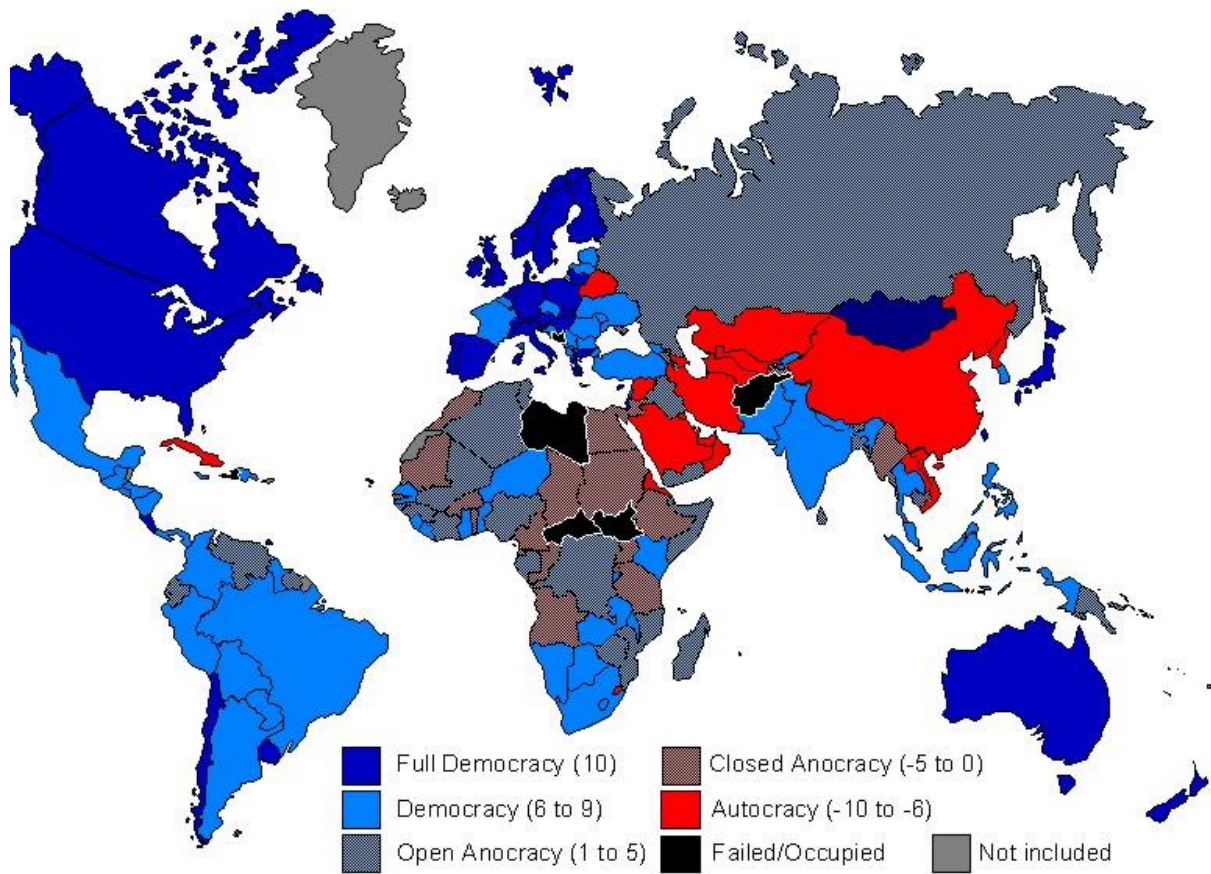 Full Democracy (10)
Democracy (6 to 9)
Open Anocracy (1 to 5)
Closed Anocracy (-5 to 0)
Autocracy (-10 to -6)
Failed/Occupied
Not included